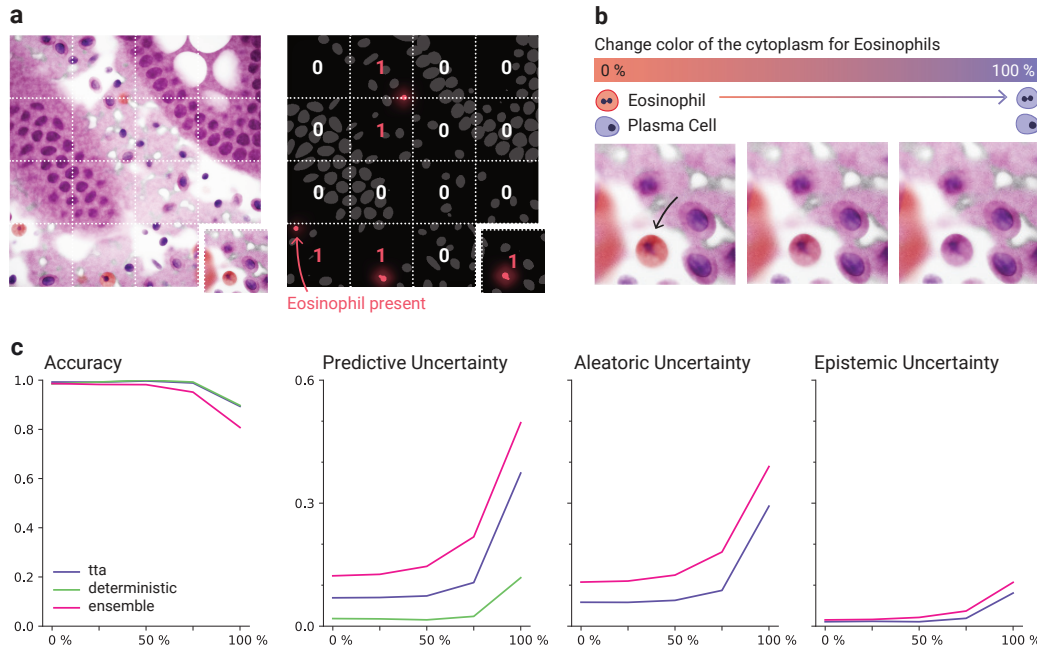 a
0 1 0 0
0 1 0 0
0 0 0 0
1 1 0 1
Eosinophil present
b
Change color of the cytoplasm for Eosinophils
0 % 100 %
Eosinophil
Plasma Cell
c
Accuracy Predictive Uncertainty Aleatoric Uncertainty Epistemic Uncertainty
1.0 0.6
0.8
0.6
0.3
0.4
0.2
0.0 0.0
tta
deterministic
ensemble
0 % 50 % 100 % 0 % 50 % 100 % 0 % 50 % 100 % 0 % 50 % 100 %